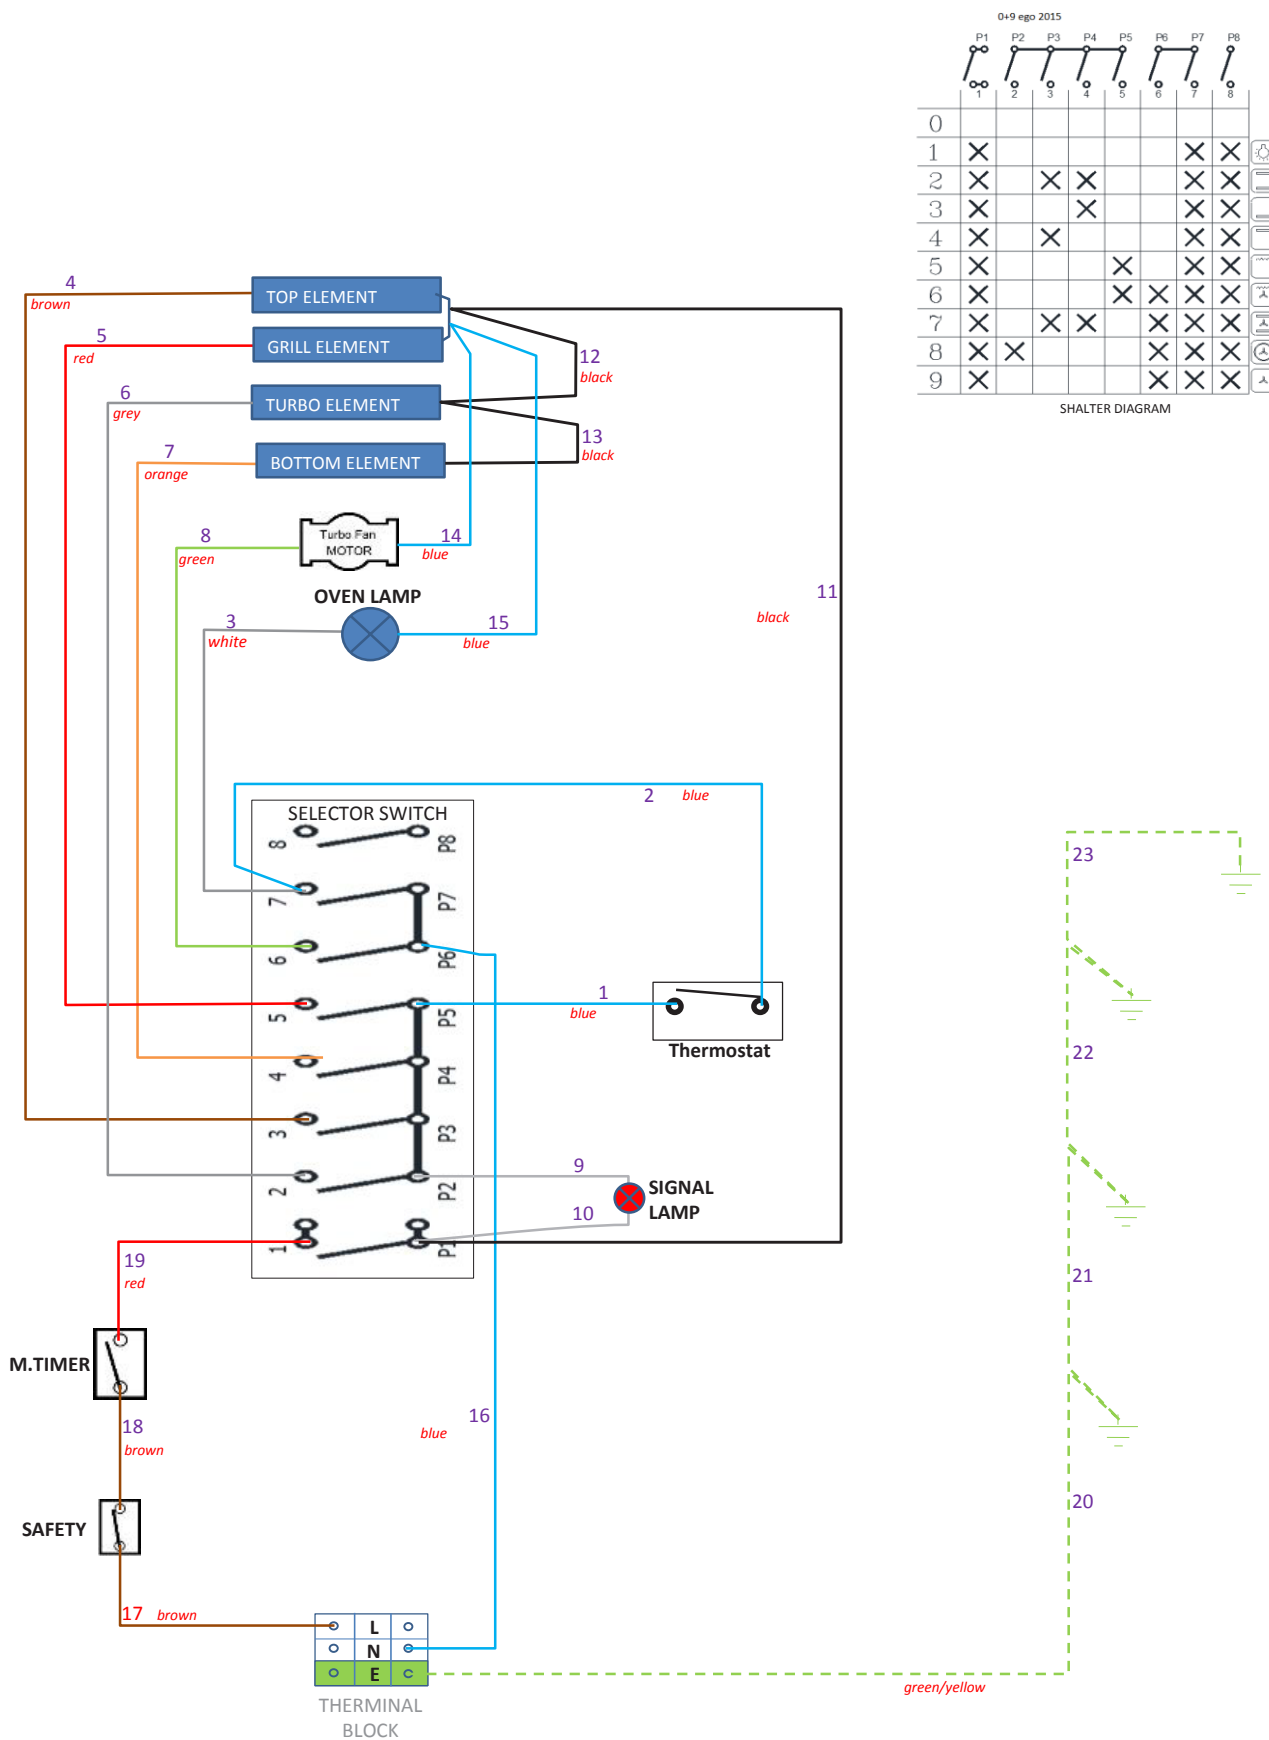 0+9 ego 2015
P1 P2 P3 P4 P5 P6 P7 P8
1 2 3 4 5 6 7 8
0
1 X X X
2 X X X X X
3 X X X X
4 X X X X
5 X X X X
6 X X X X X
7 X X X X X X
8 X X X X X
9 X X X X
SHALTER DIAGRAM
4
brown
TOP ELEMENT
5
red
GRILL ELEMENT
12
black
6
grey
TURBO ELEMENT
13
black
7
orange
BOTTOM ELEMENT
8
green
Turbo Fan
MOTOR
14
blue
OVEN LAMP
3
white
15
blue
11
black
2 blue
SELECTOR SWITCH
8 P8
7 P7
6 P6
5 P5
4 P4
3 P3
2 P2
1 P1
1
blue
Thermostat
9
10
SIGNAL
LAMP
19
red
M.TIMER
18
brown
SAFETY
17 brown
16
blue
L
N
E
THERMINAL
BLOCK
23
22
21
20
green/yellow